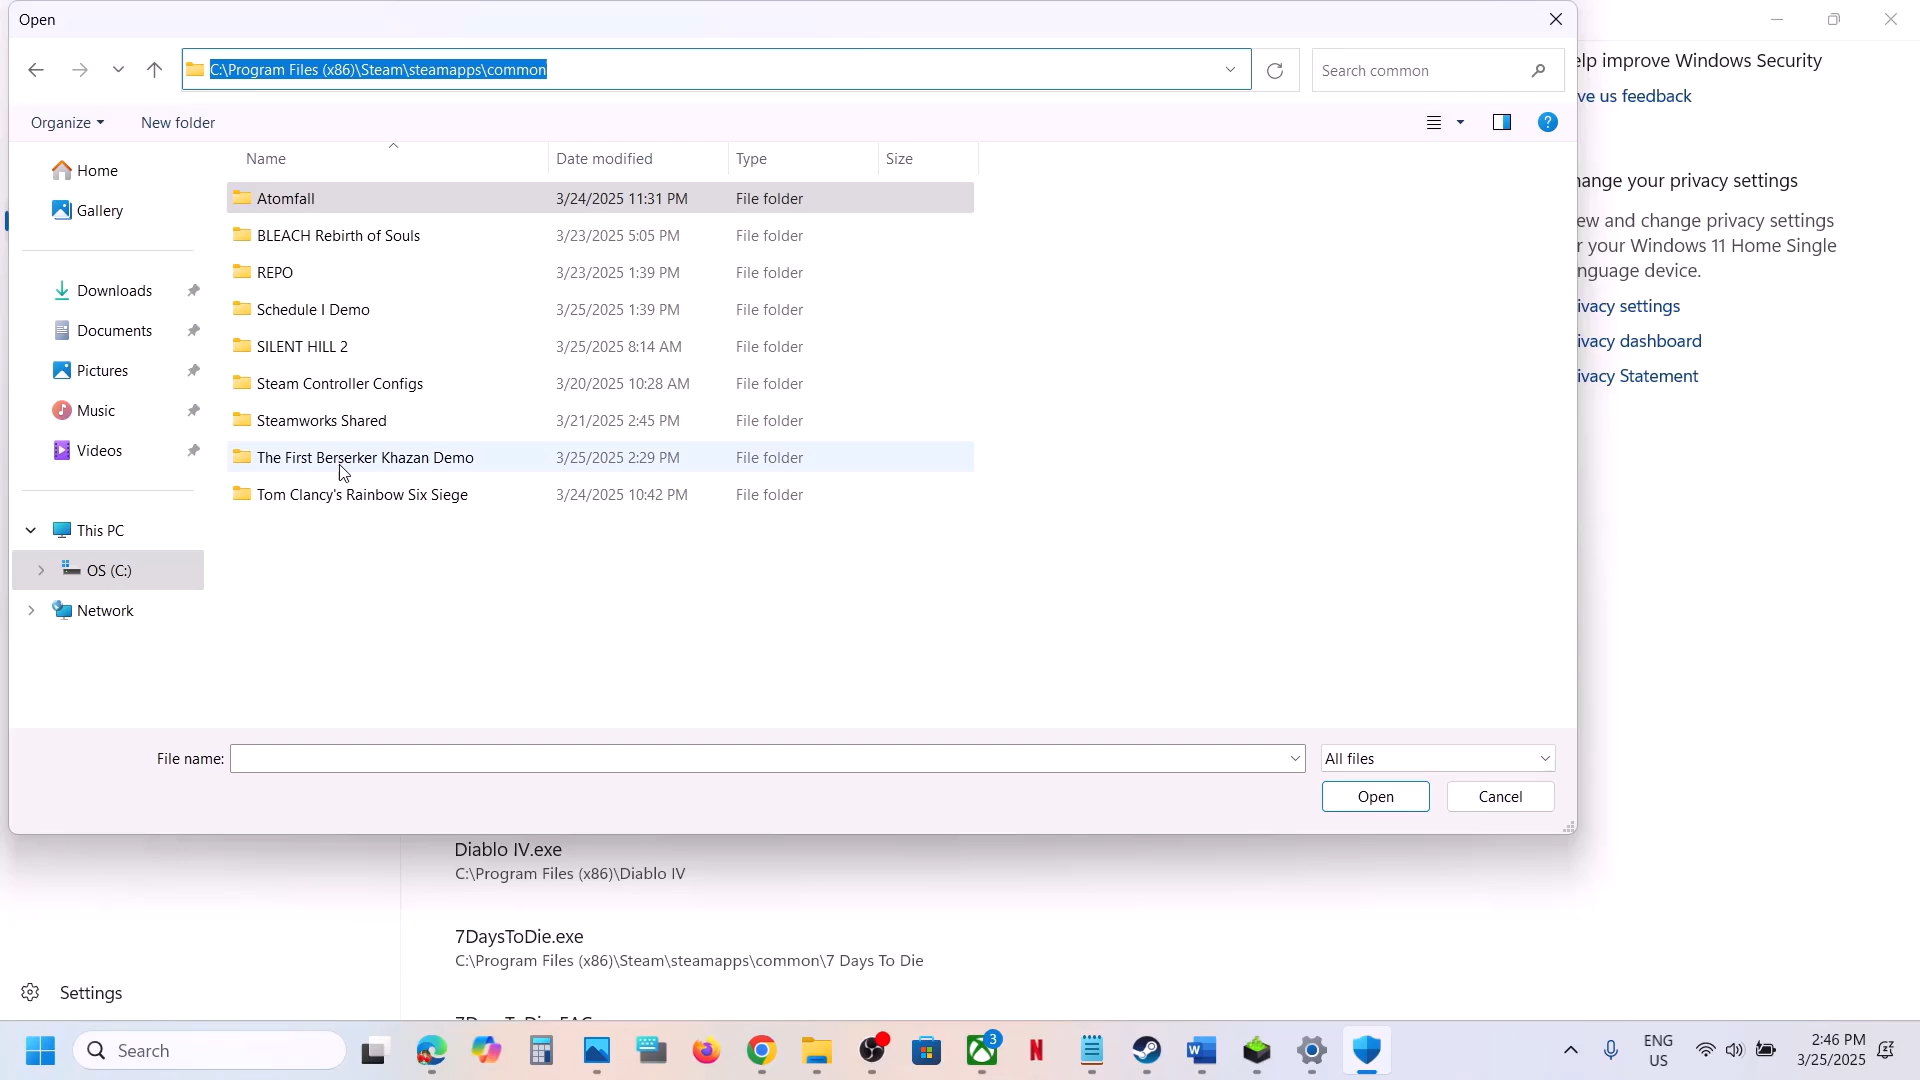 Open
C:\Program Files (x86)\Steam\steamapps\common
Search common
Organize
New folder
Name
Date modified
Type
Size
Home
Gallery
Downloads
Documents
Pictures
Music
Videos
This PC
OS (C:)
Network
Atomfall 3/24/2025 11:31 PM File folder
BLEACH Rebirth of Souls 3/23/2025 5:05 PM File folder
REPO 3/23/2025 1:39 PM File folder
Schedule I Demo 3/25/2025 1:39 PM File folder
SILENT HILL 2 3/25/2025 8:14 AM File folder
Steam Controller Configs 3/20/2025 10:28 AM File folder
Steamworks Shared 3/21/2025 2:45 PM File folder
The First Berserker Khazan Demo 3/25/2025 2:29 PM File folder
Tom Clancy's Rainbow Six Siege 3/24/2025 10:42 PM File folder
File name:
All files
Open
Cancel
elp improve Windows Security
ve us feedback
ange your privacy settings
ew and change privacy settings
r your Windows 11 Home Single
nguage device.
ivacy settings
ivacy dashboard
ivacy Statement
Diablo IV.exe
C:\Program Files (x86)\Diablo IV
7DaysToDie.exe
C:\Program Files (x86)\Steam\steamapps\common\7 Days To Die
Settings
Search
3
ENG
US
2:46 PM
3/25/2025